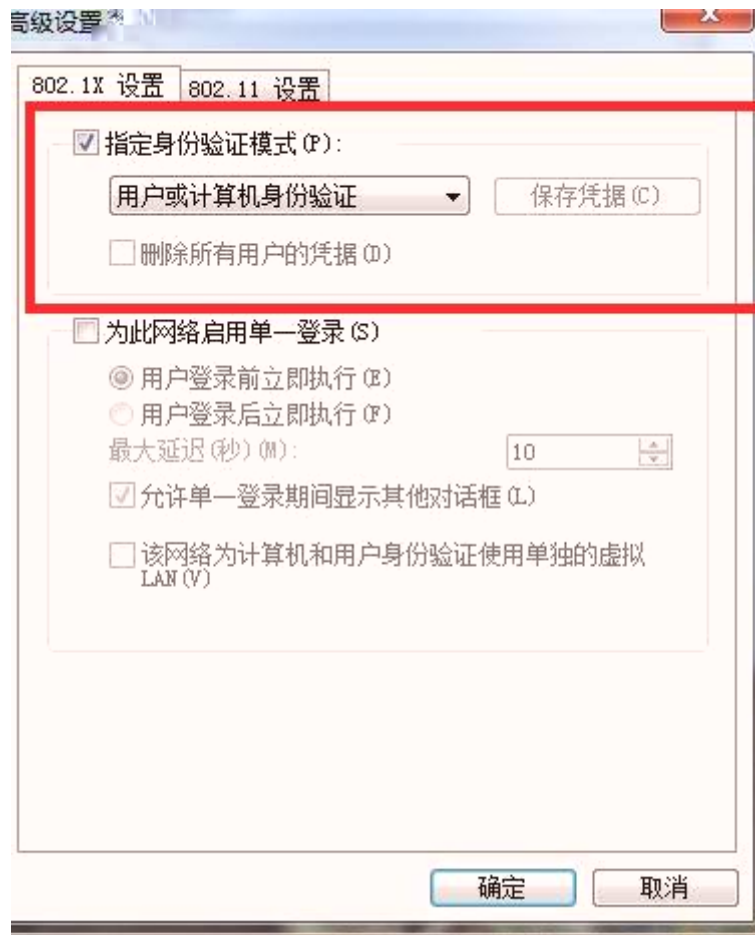 高级设置
802.1X 设置 802.11 设置
指定身份验证模式(P):
用户或计算机身份验证 保存凭据(C)
删除所有用户的凭据(D)
为此网络启用单一登录(S)
用户登录前立即执行(E)
用户登录后立即执行(F)
最大延迟(秒)(M): 10
允许单一登录期间显示其他对话框(L)
该网络为计算机和用户身份验证使用单独的虚拟
LAN(V)
确定 取消